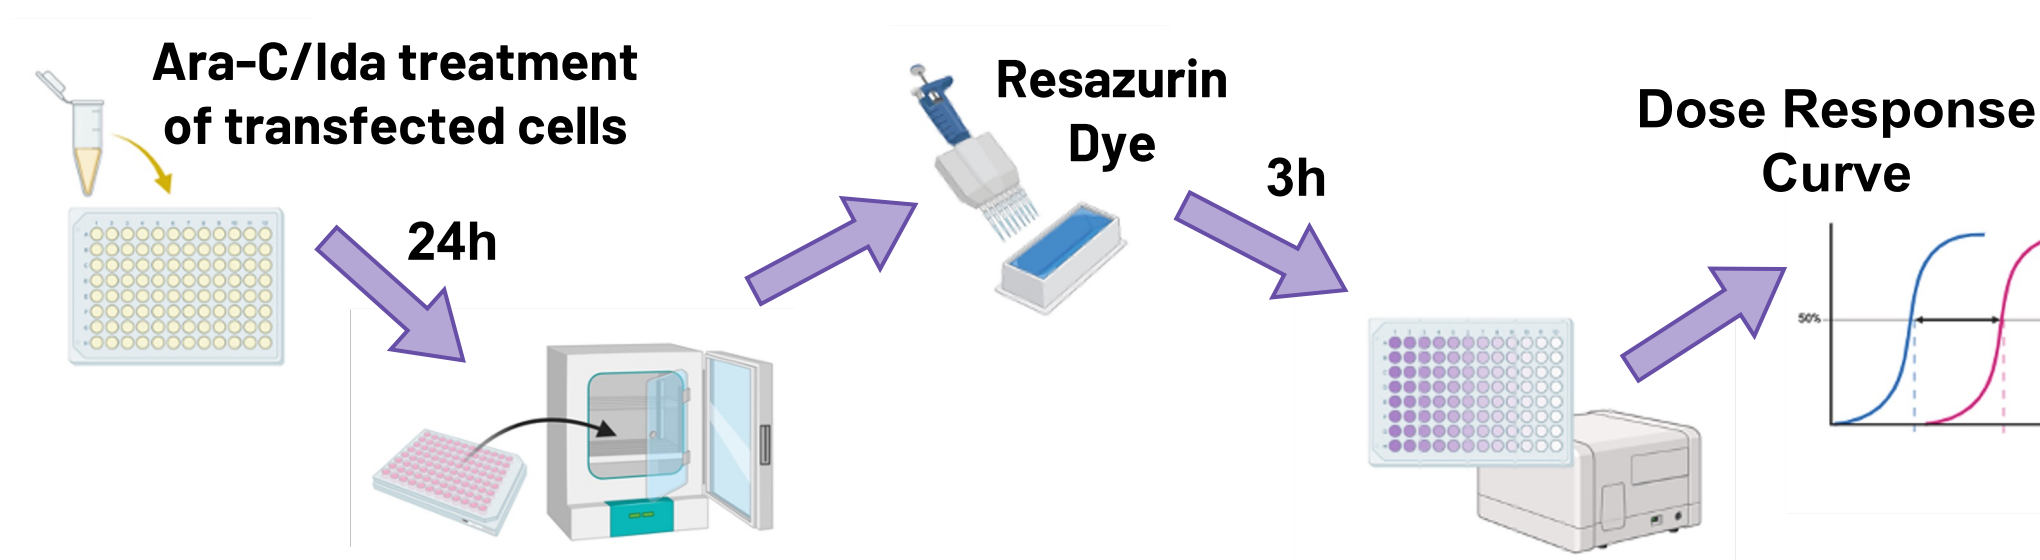 Ara-C/Ida treatment
of transfected cells
24h
Resazurin
Dye
3h
Dose Response
Curve
50%